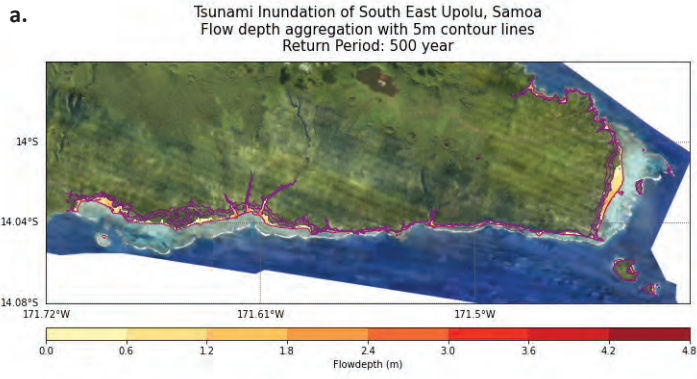 a.
Tsunami Inundation of South East Upolu, Samoa
Flow depth aggregation with 5m contour lines
Return Period: 500 year
14°S
14.04°S
14.08°S
171.72°W 171.61°W 171.5°W
0.0 0.6 1.2 1.8 2.4 3.0 3.6 4.2 4.8
Flowdepth (m)